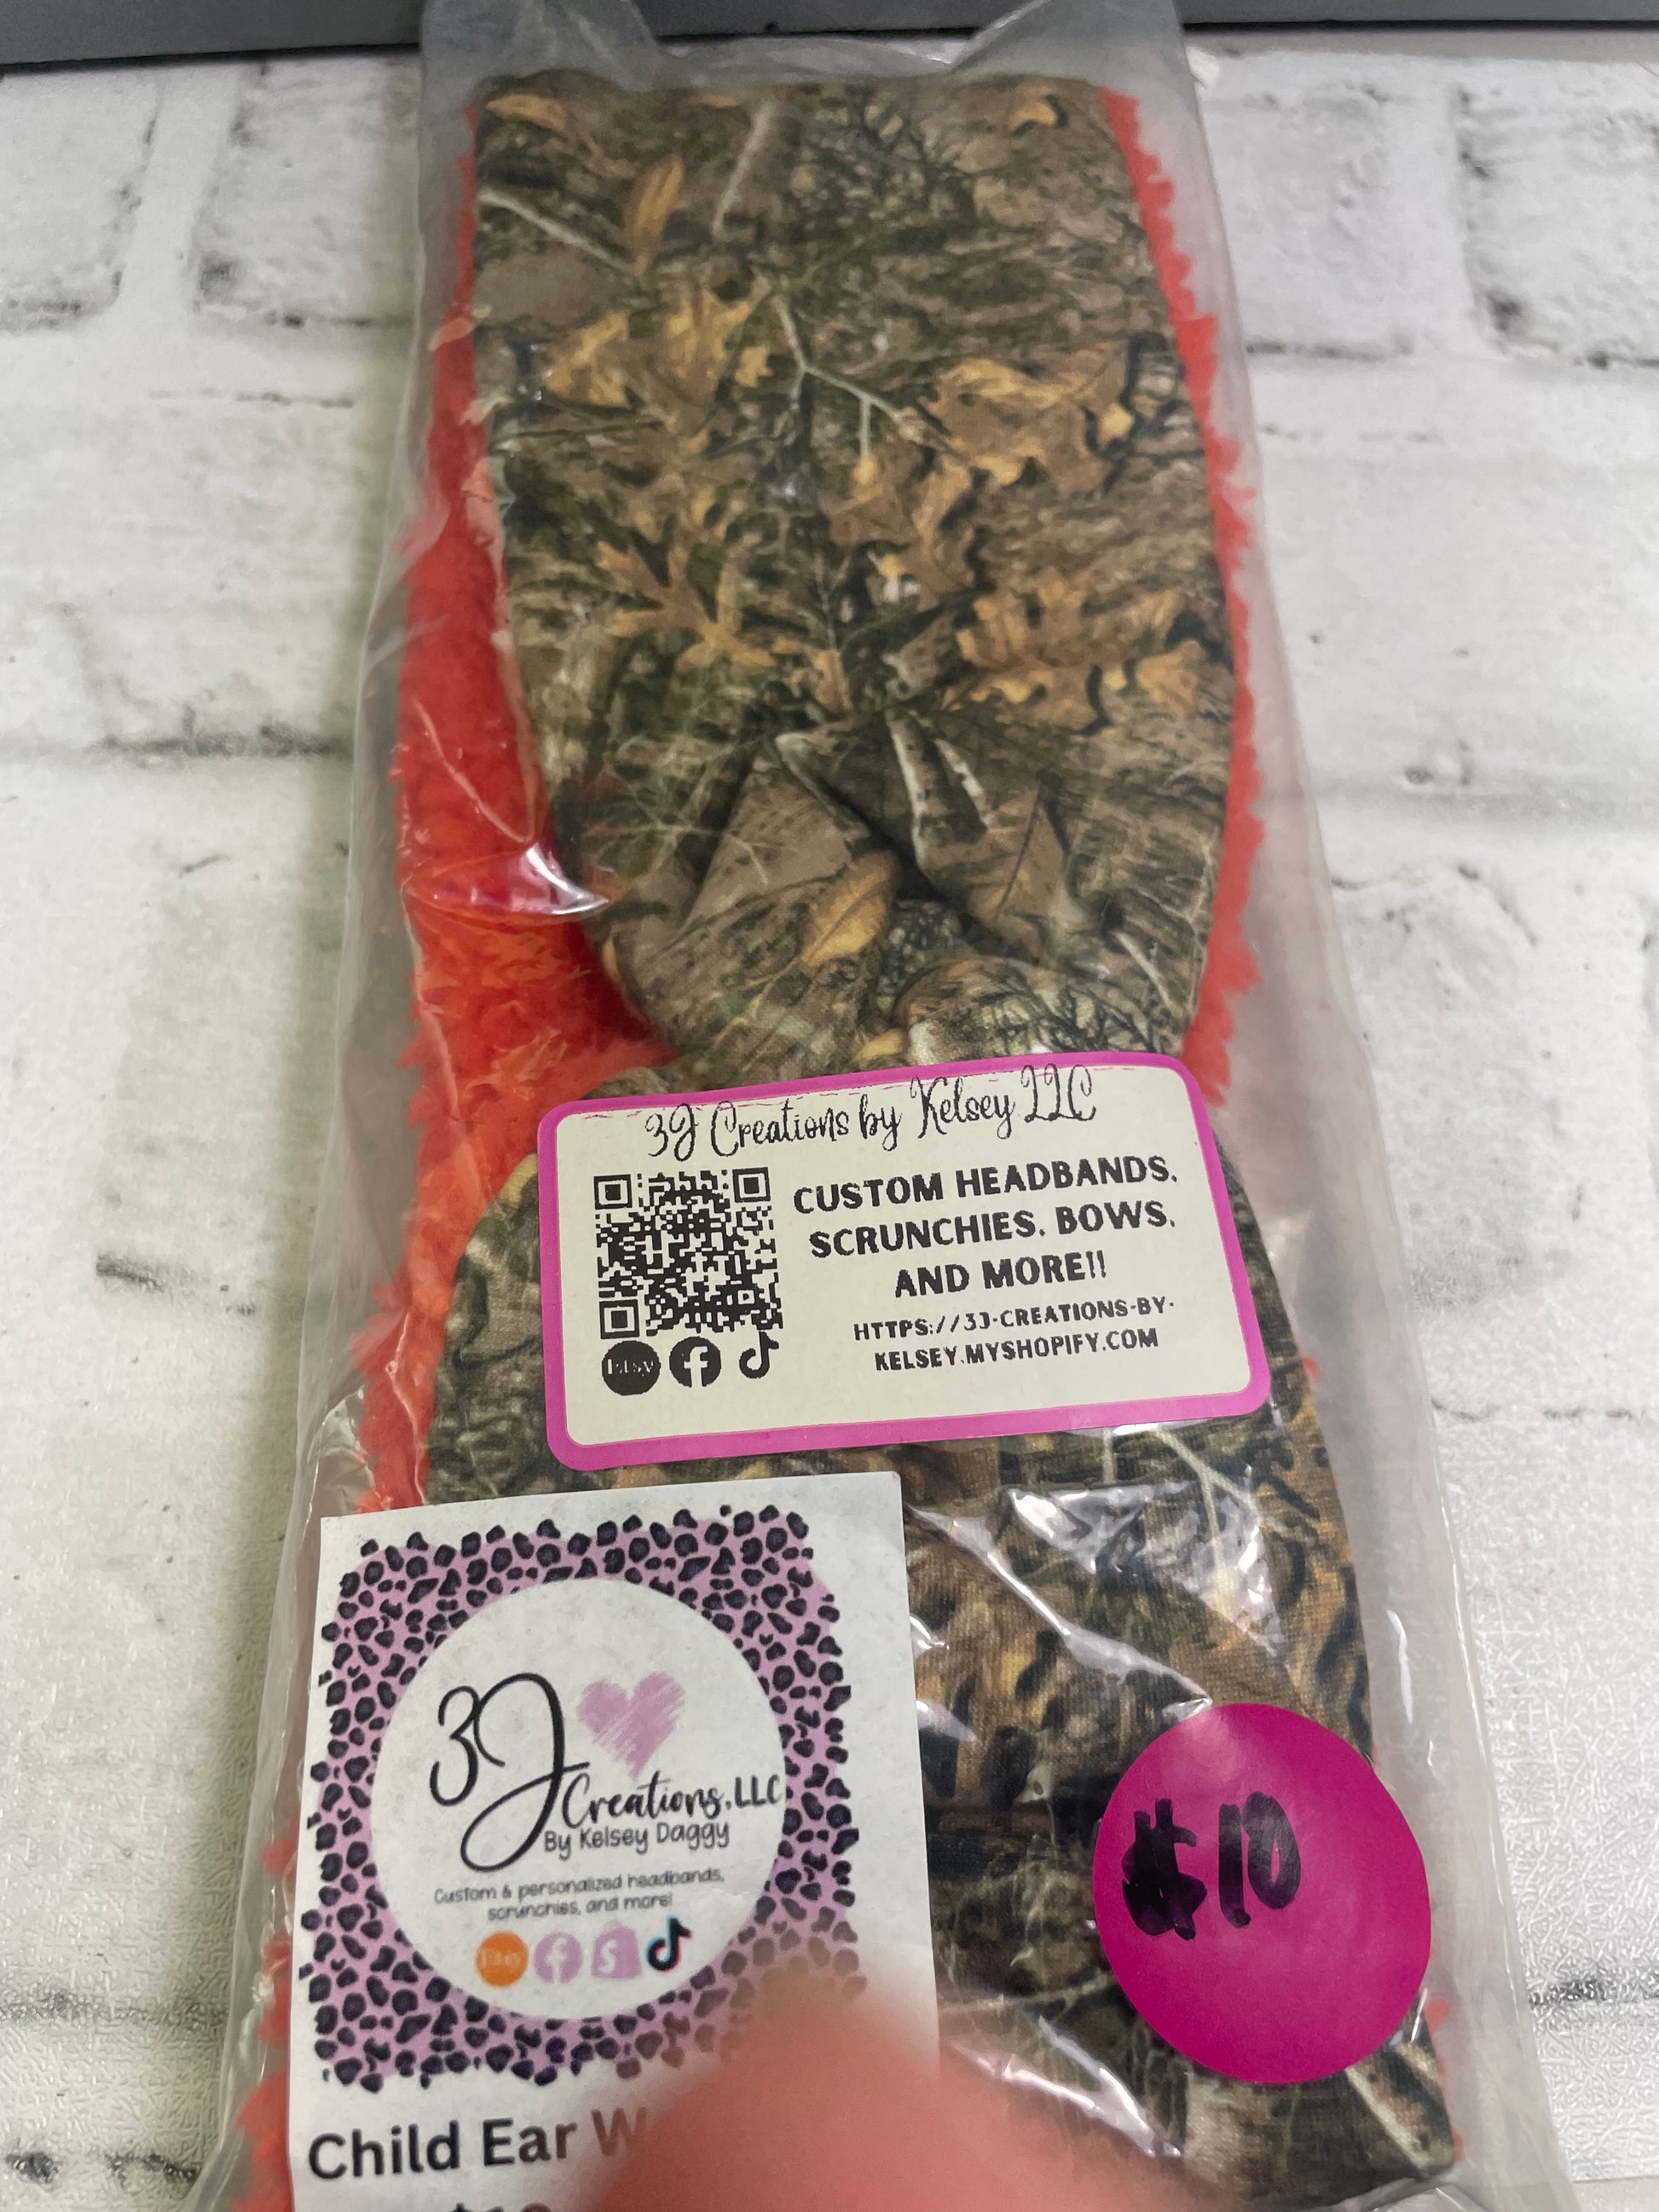 3J Creations by Kelsey LLC
CUSTOM HEADBANDS,
SCRUNCHIES, BOWS,
AND MORE!!
HTTPS://3J-CREATIONS-BY-
KELSEY.MYSHOPIFY.COM
Etsy
3J
Creations, LLC
By Kelsey Daggy
Custom & personalized headbands,
scrunchies, and more!
Etsy
$10
Child Ear